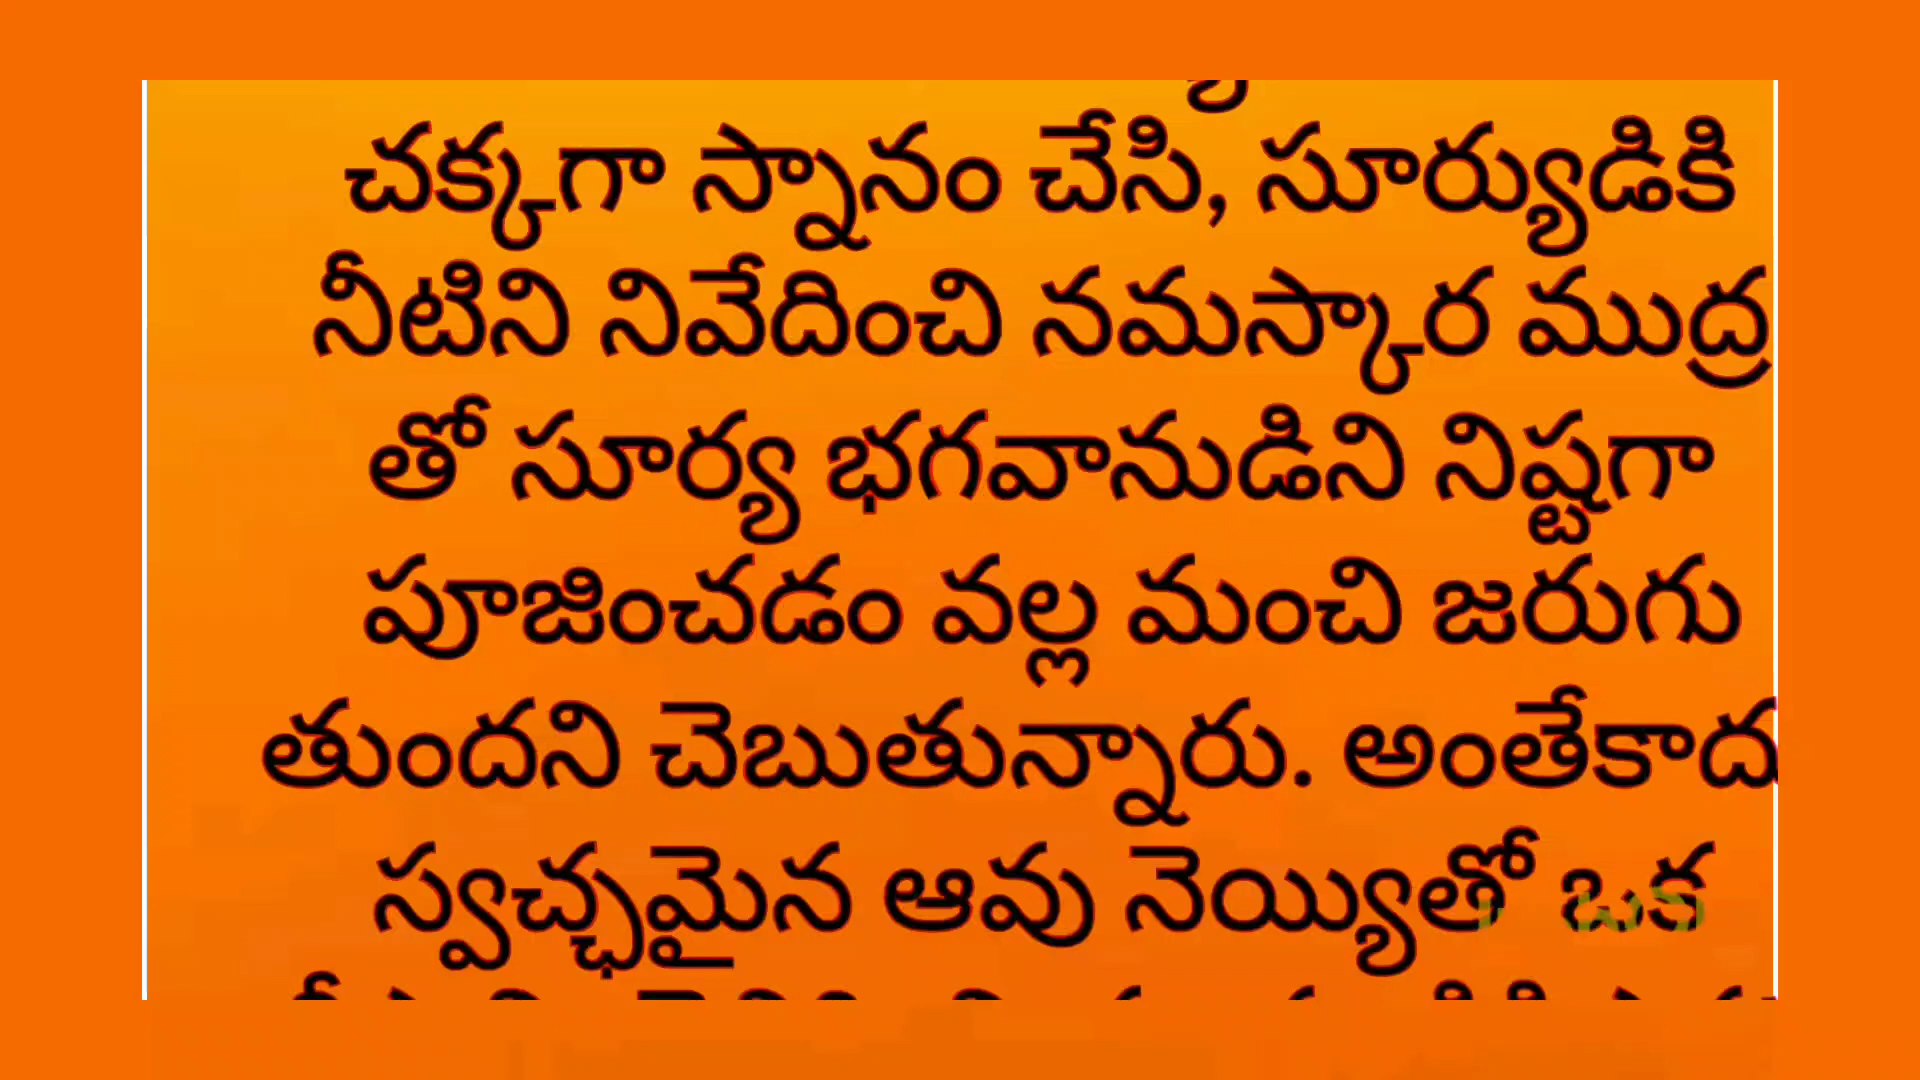 చక్కగా స్నానం చేసి, సూర్యుడికి
నీటిని నివేదించి నమస్కార ముద్ర
తో సూర్య భగవానుడిని నిష్టగా
పూజించడం వల్ల మంచి జరుగు
తుందని చెబుతున్నారు. అంతేకాదు
స్వచ్ఛమైన ఆవు నెయ్యితో ఒక